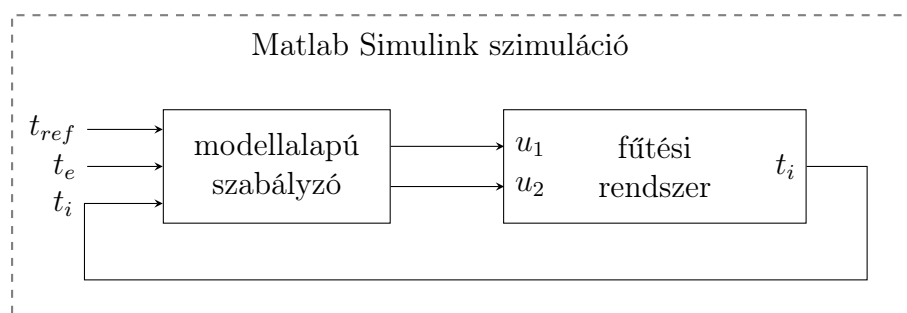 Matlab Simulink szimuláció
t_ref
t_e
t_i
modellalapú
szabályzó
u_1
u_2
fűtési
rendszer
t_i